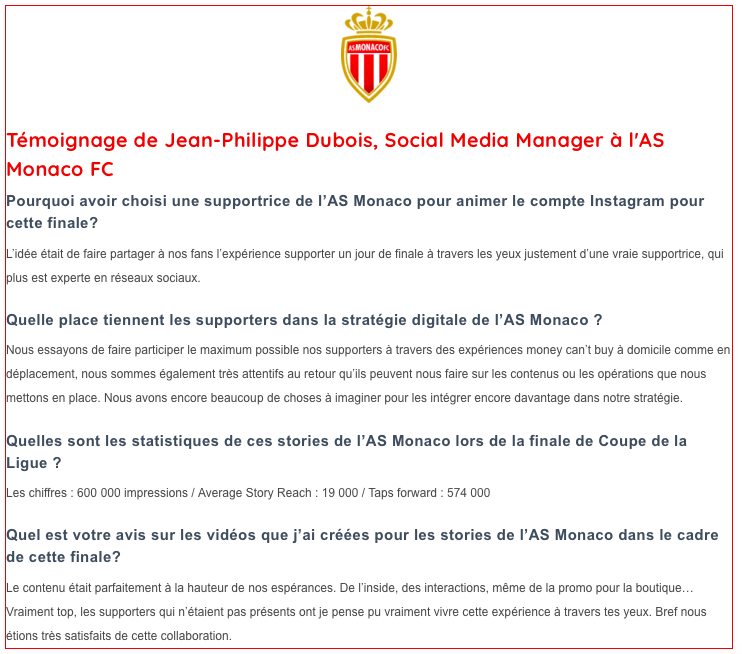 ASMONACOFC
Témoignage de Jean-Philippe Dubois, Social Media Manager à l'AS
Monaco FC
Pourquoi avoir choisi une supportrice de l’AS Monaco pour animer le compte Instagram pour
cette finale?
L’idée était de faire partager à nos fans l’expérience supporter un jour de finale à travers les yeux justement d’une vraie supportrice, qui
plus est experte en réseaux sociaux.
Quelle place tiennent les supporters dans la stratégie digitale de l’AS Monaco ?
Nous essayons de faire participer le maximum possible nos supporters à travers des expériences money can’t buy à domicile comme en
déplacement, nous sommes également très attentifs au retour qu’ils peuvent nous faire sur les contenus ou les opérations que nous
mettons en place. Nous avons encore beaucoup de choses à imaginer pour les intégrer encore davantage dans notre stratégie.
Quelles sont les statistiques de ces stories de l’AS Monaco lors de la finale de Coupe de la
Ligue ?
Les chiffres : 600 000 impressions / Average Story Reach : 19 000 / Taps forward : 574 000
Quel est votre avis sur les vidéos que j’ai créées pour les stories de l’AS Monaco dans le cadre
de cette finale?
Le contenu était parfaitement à la hauteur de nos espérances. De l’inside, des interactions, même de la promo pour la boutique…
Vraiment top, les supporters qui n’étaient pas présents ont je pense pu vraiment vivre cette expérience à travers tes yeux. Bref nous
étions très satisfaits de cette collaboration.